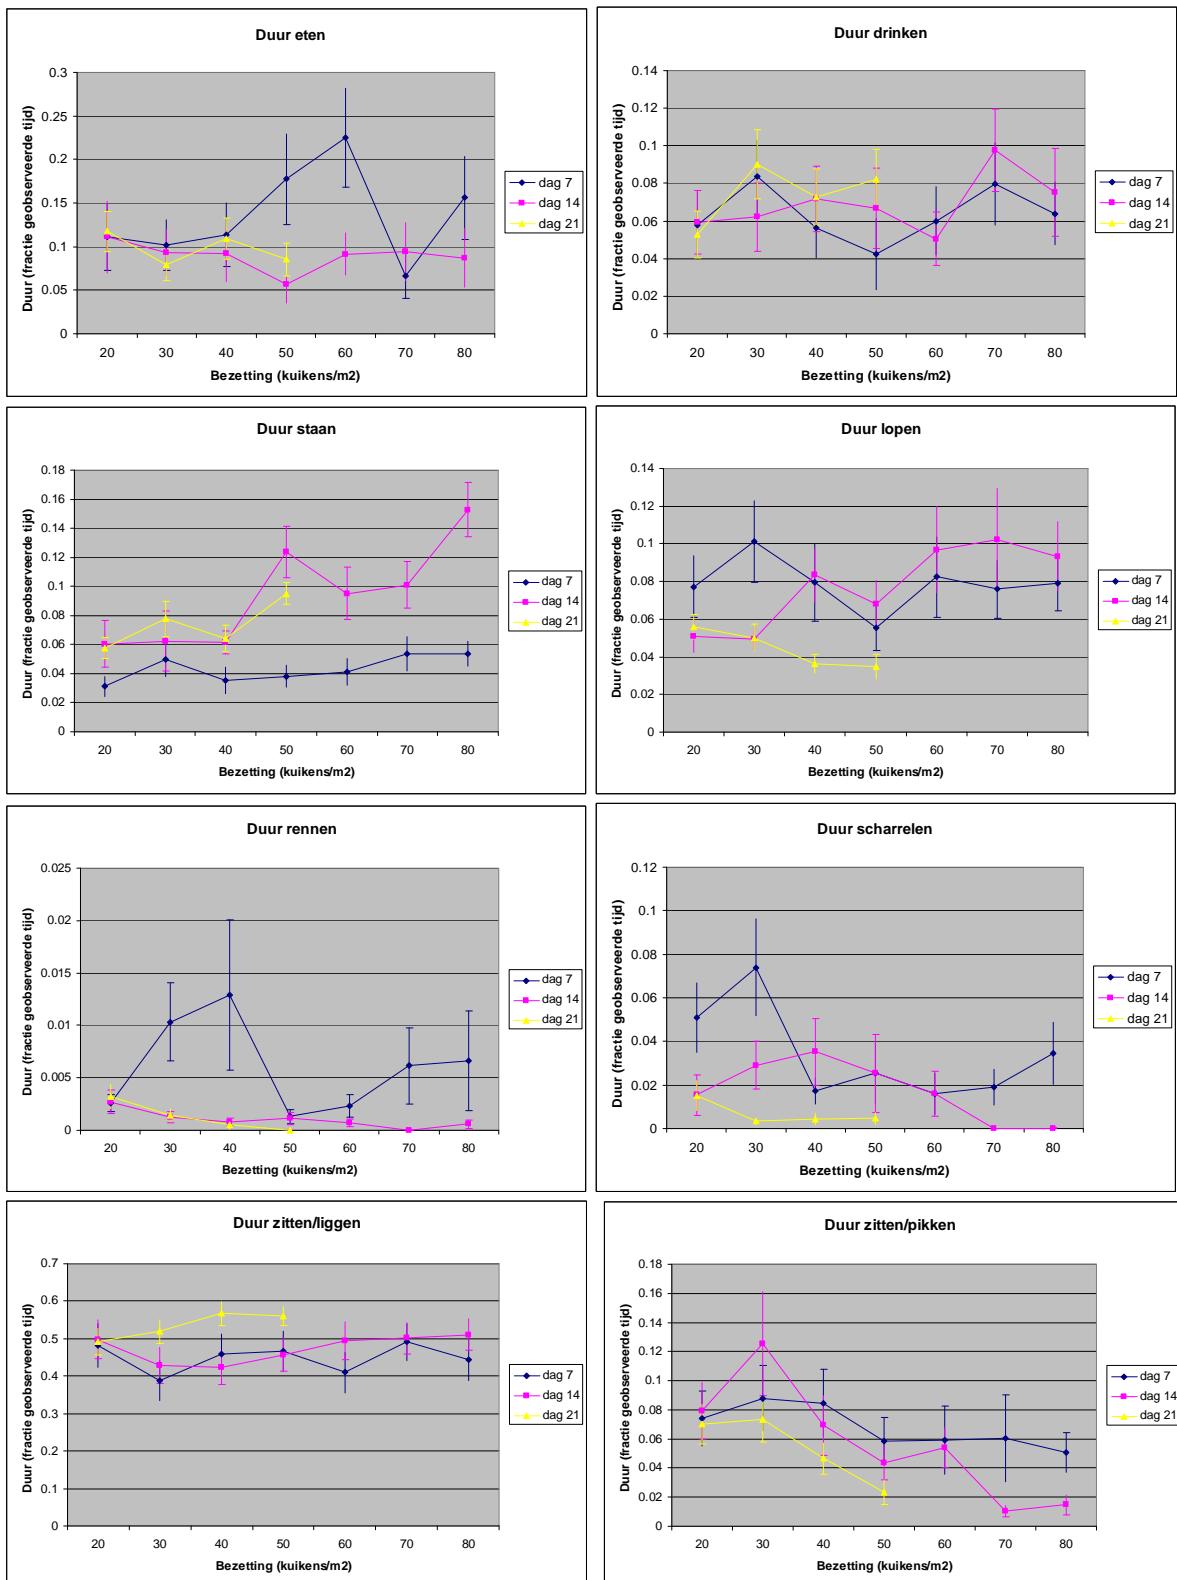 Duur eten
Duur (fractie geobserveerde tijd)
0.3
0.25
0.2
0.15
0.1
0.05
0
20 30 40 50 60 70 80
Bezetting (kuikens/m2)
dag 7
dag 14
dag 21
Duur drinken
Duur (fractie geobserveerde tijd)
0.14
0.12
0.1
0.08
0.06
0.04
0.02
0
20 30 40 50 60 70 80
Bezetting (kuikens/m2)
dag 7
dag 14
dag 21
Duur staan
Duur (fractie geobserveerde tijd)
0.18
0.16
0.14
0.12
0.1
0.08
0.06
0.04
0.02
0
20 30 40 50 60 70 80
Bezetting (kuikens/m2)
dag 7
dag 14
dag 21
Duur lopen
Duur (fractie geobserveerde tijd)
0.14
0.12
0.1
0.08
0.06
0.04
0.02
0
20 30 40 50 60 70 80
Bezetting (kuikens/m2)
dag 7
dag 14
dag 21
Duur rennen
Duur (fractie geobserveerde tijd)
0.025
0.02
0.015
0.01
0.005
0
20 30 40 50 60 70 80
Bezetting (kuikens/m2)
dag 7
dag 14
dag 21
Duur scharrelen
Duur (fractie geobserveerde tijd)
0.12
0.1
0.08
0.06
0.04
0.02
0
20 30 40 50 60 70 80
Bezetting (kuikens/m2)
dag 7
dag 14
dag 21
Duur zitten/liggen
Duur (fractie geobserveerde tijd)
0.7
0.6
0.5
0.4
0.3
0.2
0.1
0
20 30 40 50 60 70 80
Bezetting (kuikens/m2)
dag 7
dag 14
dag 21
Duur zitten/pikken
Duur (fractie geobserveerde tijd)
0.18
0.16
0.14
0.12
0.1
0.08
0.06
0.04
0.02
0
20 30 40 50 60 70 80
Bezetting (kuikens/m2)
dag 7
dag 14
dag 21